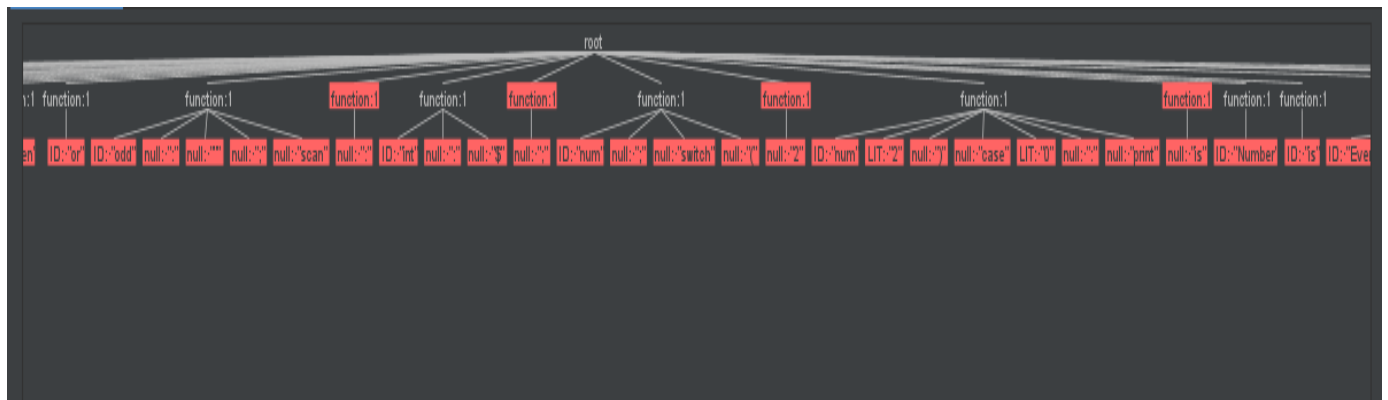 root
function:1 function:1 function:1 function:1 function:1 function:1 function:1 function:1 function:1 function:1 function:1
ID:·"or" ID:·"odd" null:·":" null:·""" null:·";" null:·"scan" null:·":" ID:·"int" null:·":" null:·"$" null:·";" ID:·"num" null:·";" null:·"switch" null:·"(" null:·"2" ID:·"num" LIT:·"2" null:·")" null:·"case" LIT:·"0" null:·":" null:·"print" null:·"is" ID:·"Number" ID:·"is"